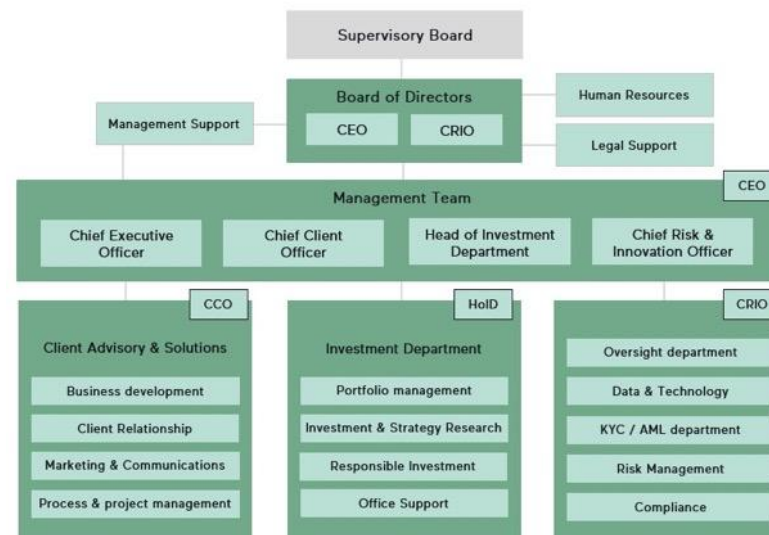 Supervisory Board
Board of Directors
CEO
CRIO
Management Support
Human Resources
Legal Support
CEO
Management Team
Chief Executive
Officer
Chief Client
Officer
Head of Investment
Department
Chief Risk &
Innovation Officer
CCO
Client Advisory & Solutions
Business development
Client Relationship
Marketing & Communications
Process & project management
HoID
Investment Department
Portfolio management
Investment & Strategy Research
Responsible Investment
Office Support
CRIO
Oversight department
Data & Technology
KYC / AML department
Risk Management
Compliance